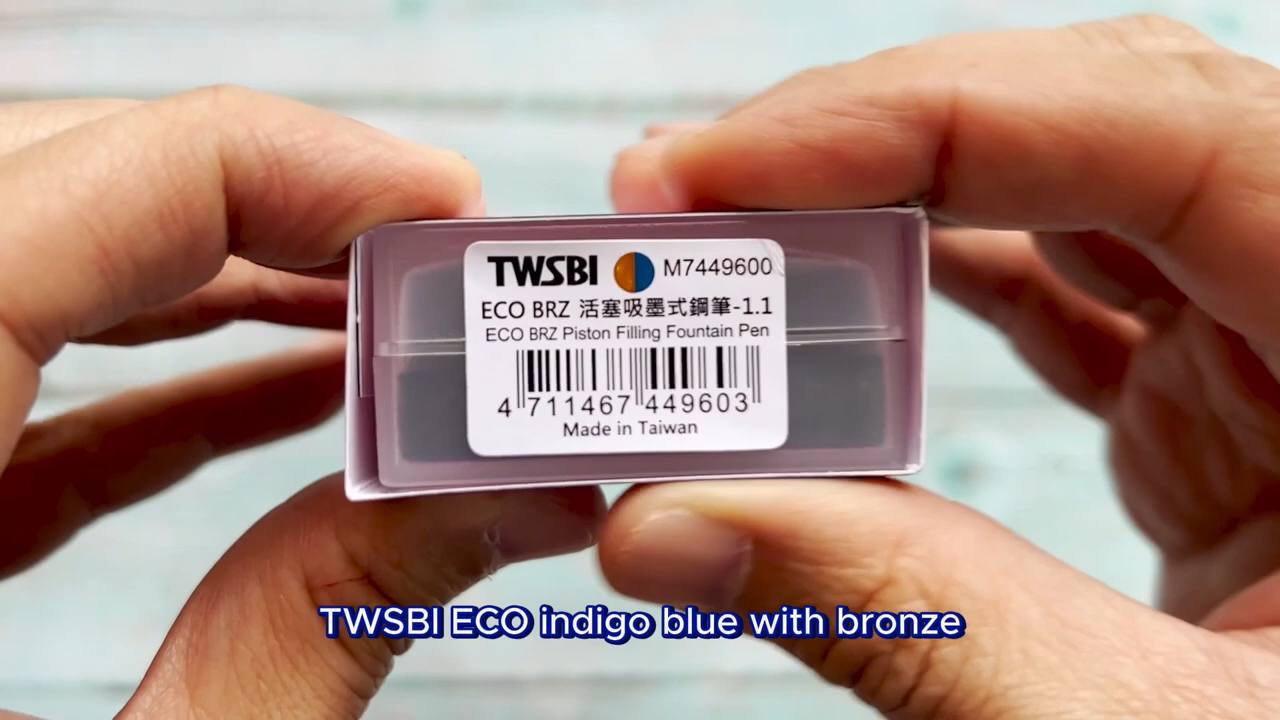 TWSBI M7449600
ECO BRZ 活塞吸墨式鋼筆-1.1
ECO BRZ Piston Filling Fountain Pen
4 711467 449603
Made in Taiwan
TWSBI ECO indigo blue with bronze